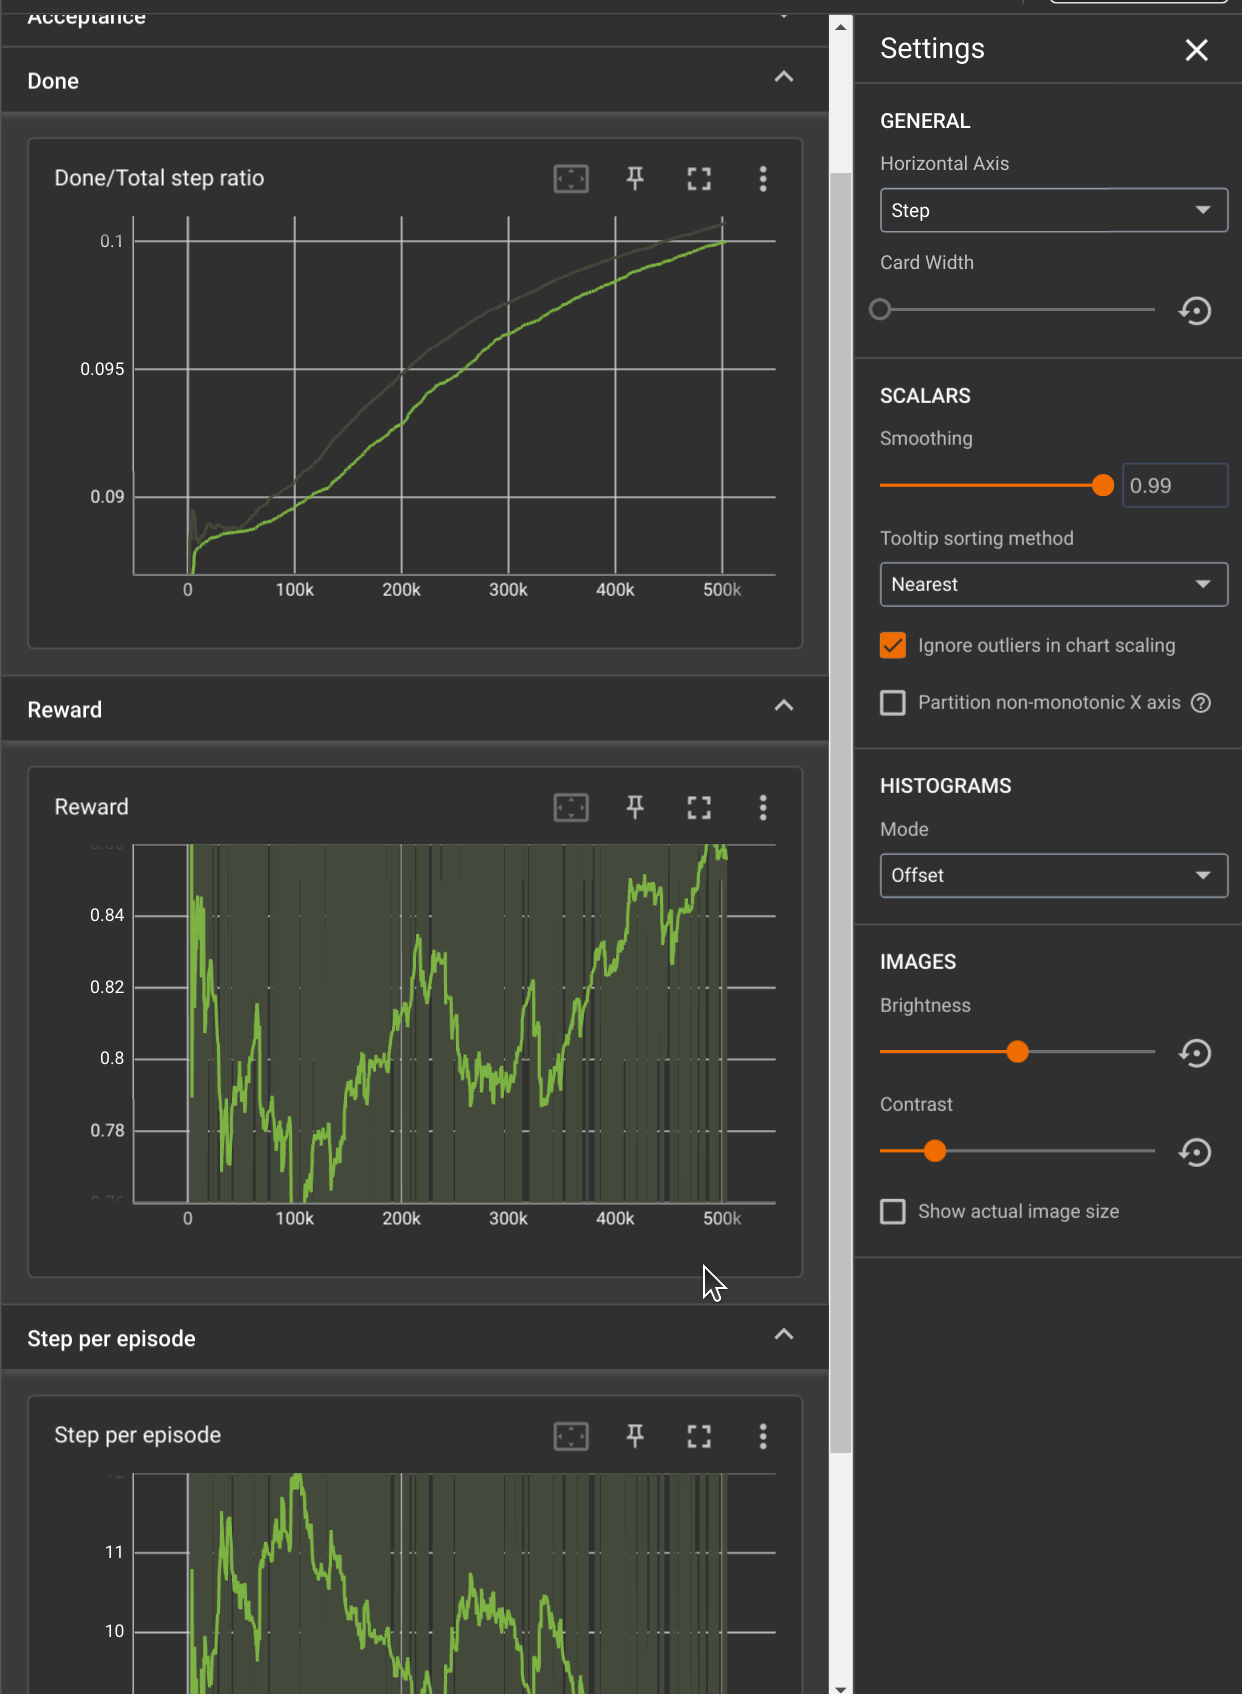 Acceptance
Done
Done/Total step ratio
0.1
0.095
0.09
0
100k
200k
300k
400k
500k
Reward
Reward
0.84
0.82
0.8
0.78
0.76
0
100k
200k
300k
400k
500k
Step per episode
Step per episode
12
11
10
Settings
GENERAL
Horizontal Axis
Step
Card Width
SCALARS
Smoothing
0.99
Tooltip sorting method
Nearest
Ignore outliers in chart scaling
Partition non-monotonic X axis
HISTOGRAMS
Mode
Offset
IMAGES
Brightness
Contrast
Show actual image size